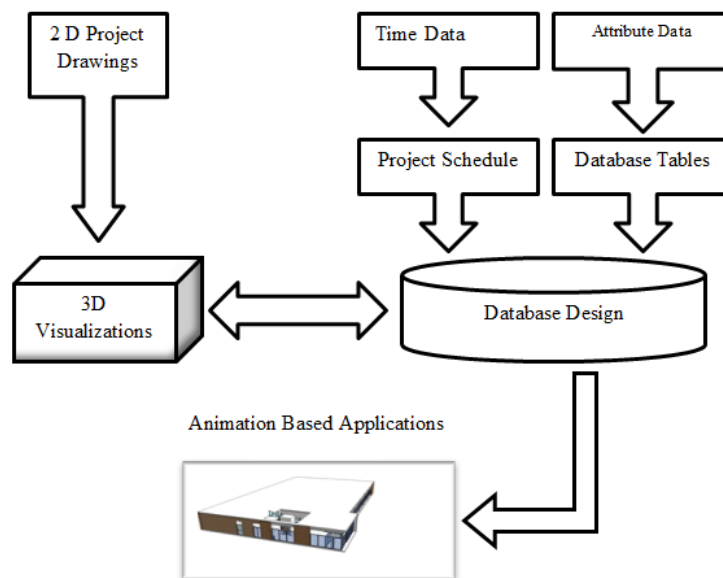 2 D Project
Drawings
Time Data
Attribute Data
Project Schedule
Database Tables
3D
Visualizations
Database Design
Animation Based Applications